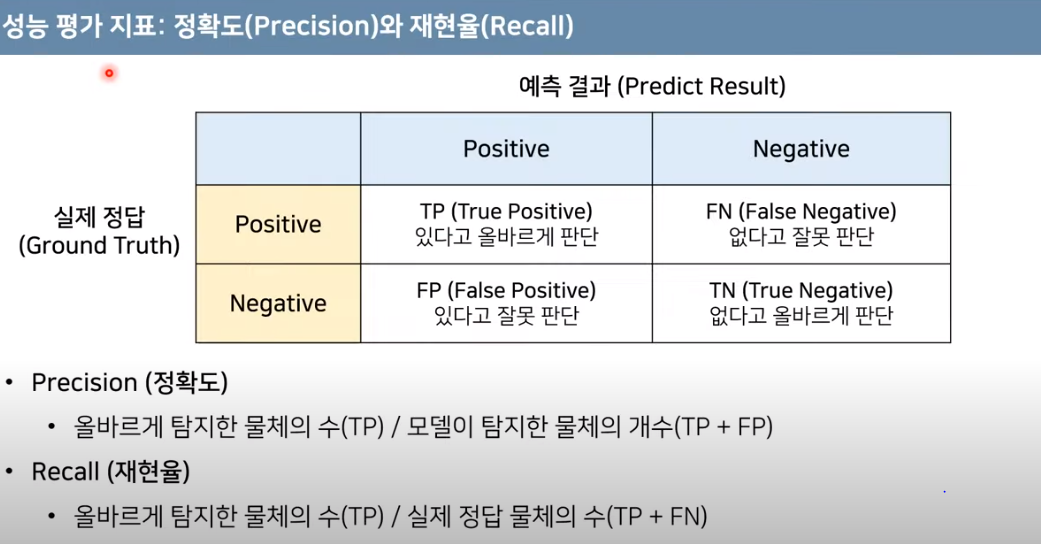 성능 평가 지표: 정확도(Precision)와 재현율(Recall)
예측 결과 (Predict Result)
Positive
Negative
실제 정답
(Ground Truth)
Positive
TP (True Positive)
있다고 올바르게 판단
FN (False Negative)
없다고 잘못 판단
Negative
FP (False Positive)
있다고 잘못 판단
TN (True Negative)
없다고 올바르게 판단
• Precision (정확도)
• 올바르게 탐지한 물체의 수(TP) / 모델이 탐지한 물체의 개수(TP + FP)
• Recall (재현율)
• 올바르게 탐지한 물체의 수(TP) / 실제 정답 물체의 수(TP + FN)